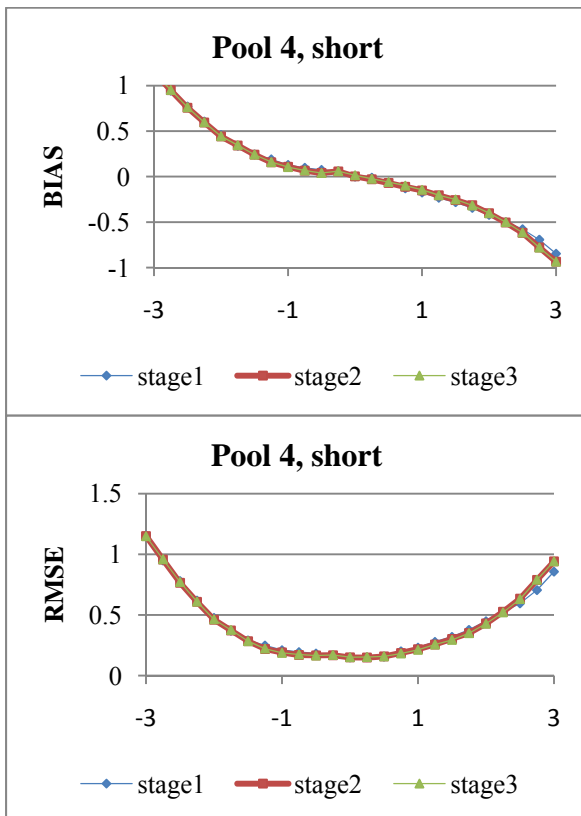 Pool 4, short
1
0.5
0
-0.5
-1
BIAS
-3 -1 1 3
stage1 stage2 stage3
Pool 4, short
1.5
1
0.5
0
RMSE
-3 -1 1 3
stage1 stage2 stage3